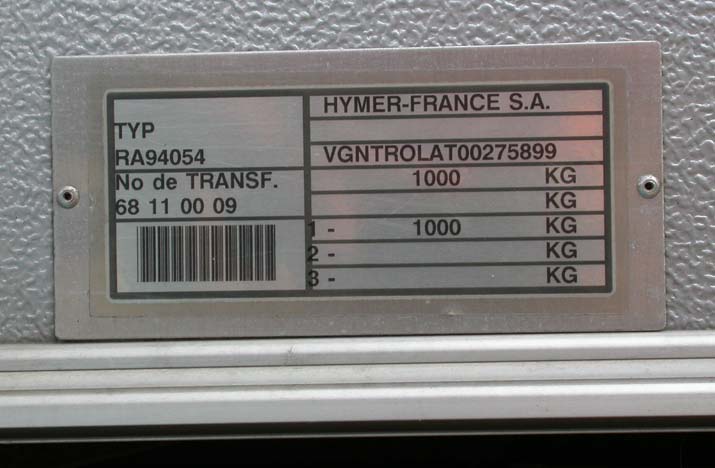 HYMER-FRANCE S.A.
TYP
RA94054
VGNTROLAT00275899
No de TRANSF.
68 11 00 09
1000 KG
KG
1 - 1000 KG
2 - KG
3 - KG